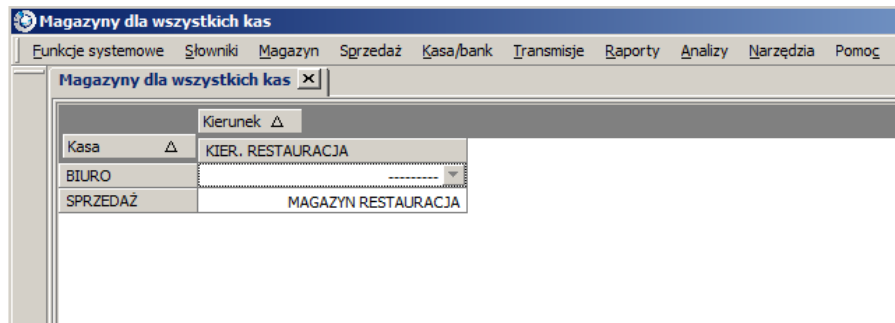 Magazyny dla wszystkich kas
Funkcje systemowe Słowniki Magazyn Sprzedaż Kasa/bank Transmisje Raporty Analizy Narzędzia Pomoc
Magazyny dla wszystkich kas
Kierunek
Kasa KIER. RESTAURACJA
BIURO ---------
SPRZEDAŻ MAGAZYN RESTAURACJA